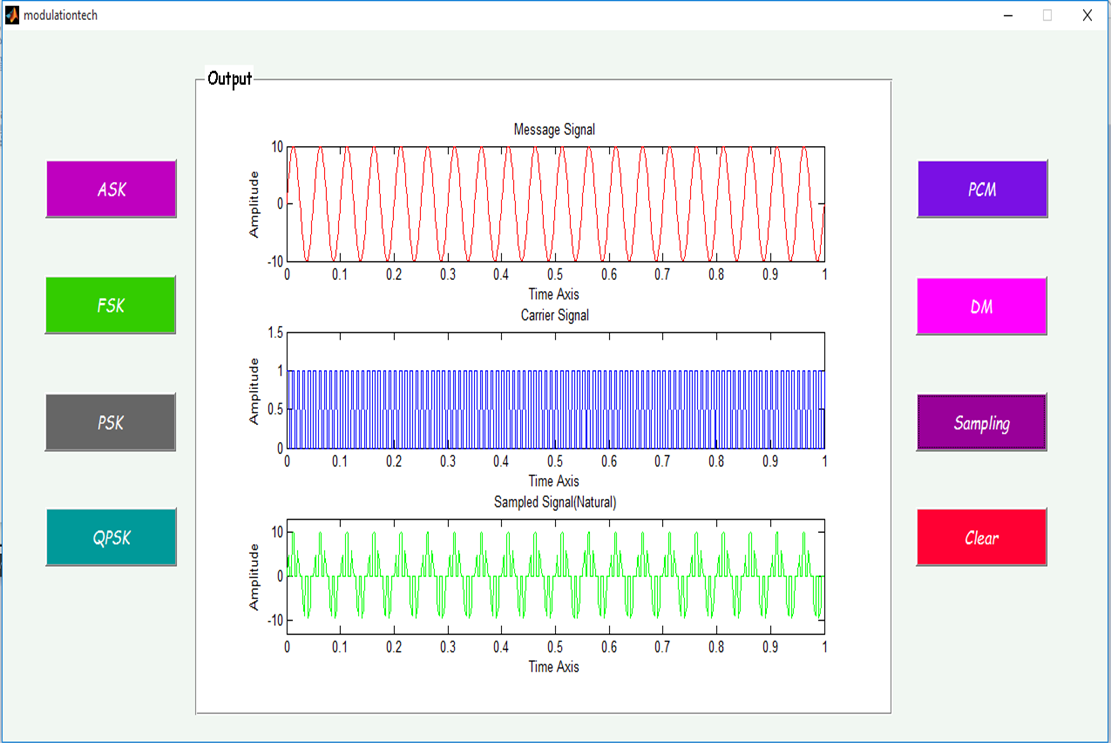 modulationtech
Output
ASK
FSK
PSK
QPSK
Message Signal
Amplitude
10
0
-10
0 0.1 0.2 0.3 0.4 0.5 0.6 0.7 0.8 0.9 1
Time Axis
Carrier Signal
Amplitude
1.5
1
0.5
0
0 0.1 0.2 0.3 0.4 0.5 0.6 0.7 0.8 0.9 1
Time Axis
Sampled Signal(Natural)
Amplitude
10
0
-10
0 0.1 0.2 0.3 0.4 0.5 0.6 0.7 0.8 0.9 1
Time Axis
PCM
DM
Sampling
Clear